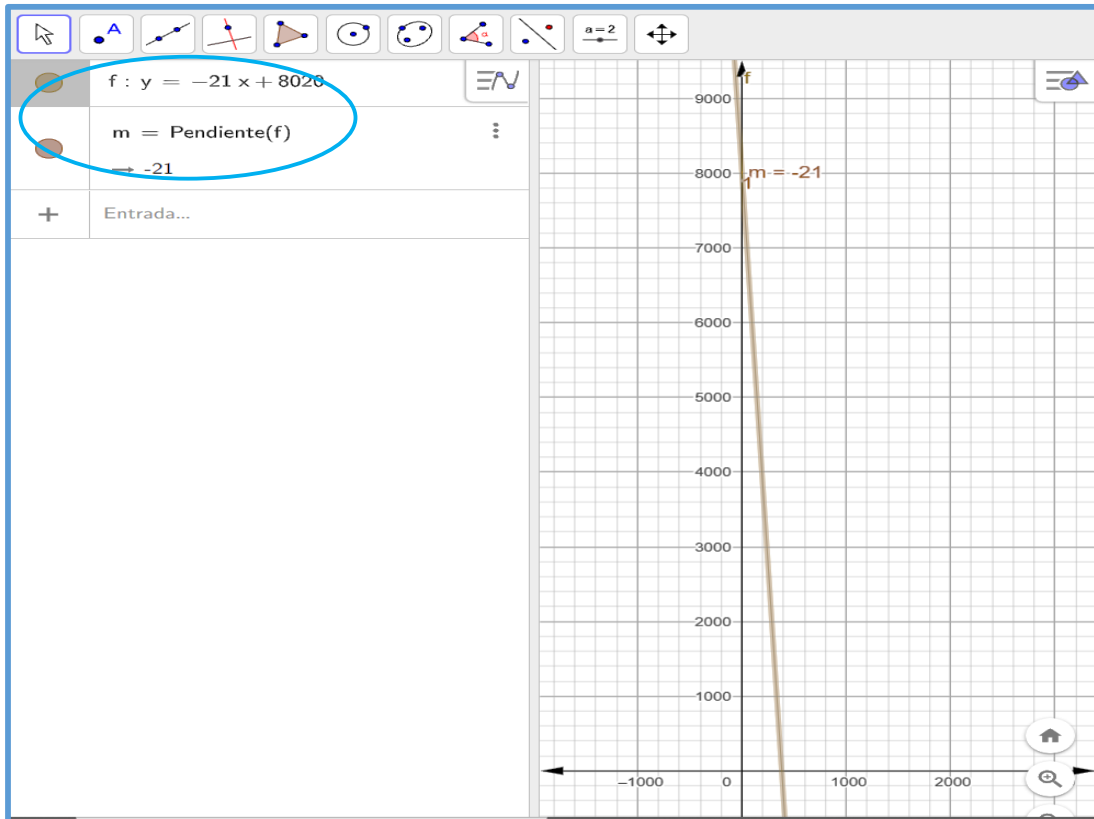 A
α
a=2
f : y = −21 x + 8020
m = Pendiente(f)
→ -21
+ Entrada...
f
9000
8000
m = -21
1
7000
6000
5000
4000
3000
2000
1000
−1000 0 1000 2000